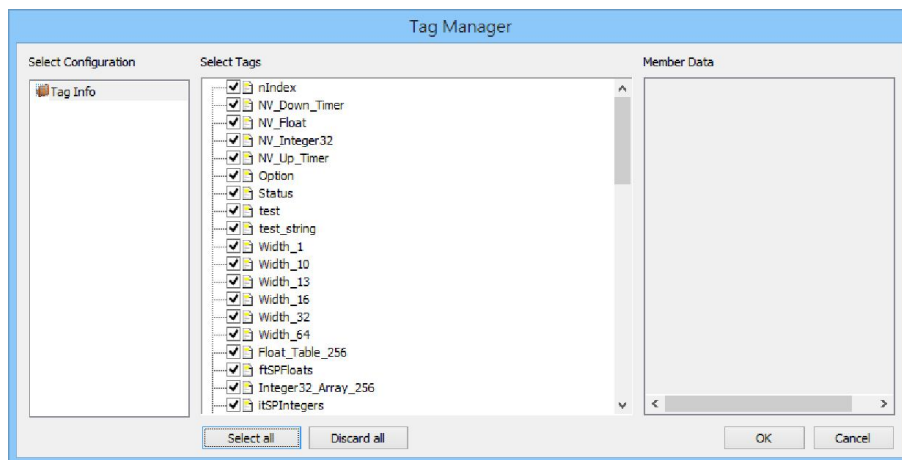 Tag Manager
Select Configuration
Tag Info
Select Tags
nIndex
NV_Down_Timer
NV_Float
NV_Integer32
NV_Up_Timer
Option
Status
test
test_string
Width_1
Width_10
Width_13
Width_16
Width_32
Width_64
Float_Table_256
ftSPFloats
Integer32_Array_256
itSPIntegers
Member Data
Select all
Discard all
OK
Cancel